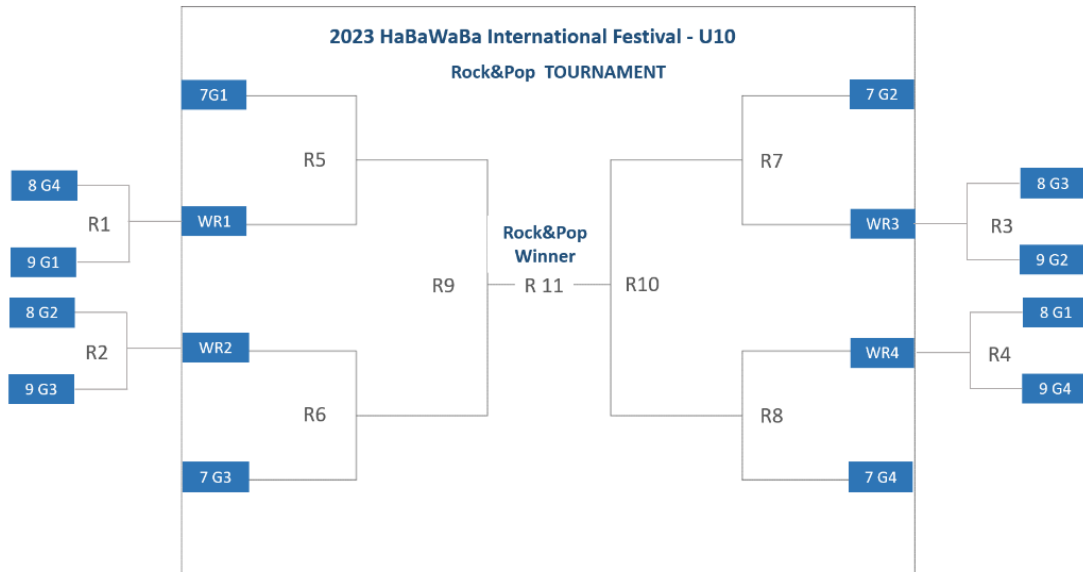 2023 HaBaWaBa International Festival - U10
Rock&Pop TOURNAMENT
7G1
7 G2
R5
R7
8 G4
8 G3
R1
WR1
WR3
R3
9 G1
9 G2
Rock&Pop
Winner
R9
R 11
R10
8 G2
8 G1
R2
WR2
WR4
R4
9 G3
9 G4
R6
R8
7 G3
7 G4